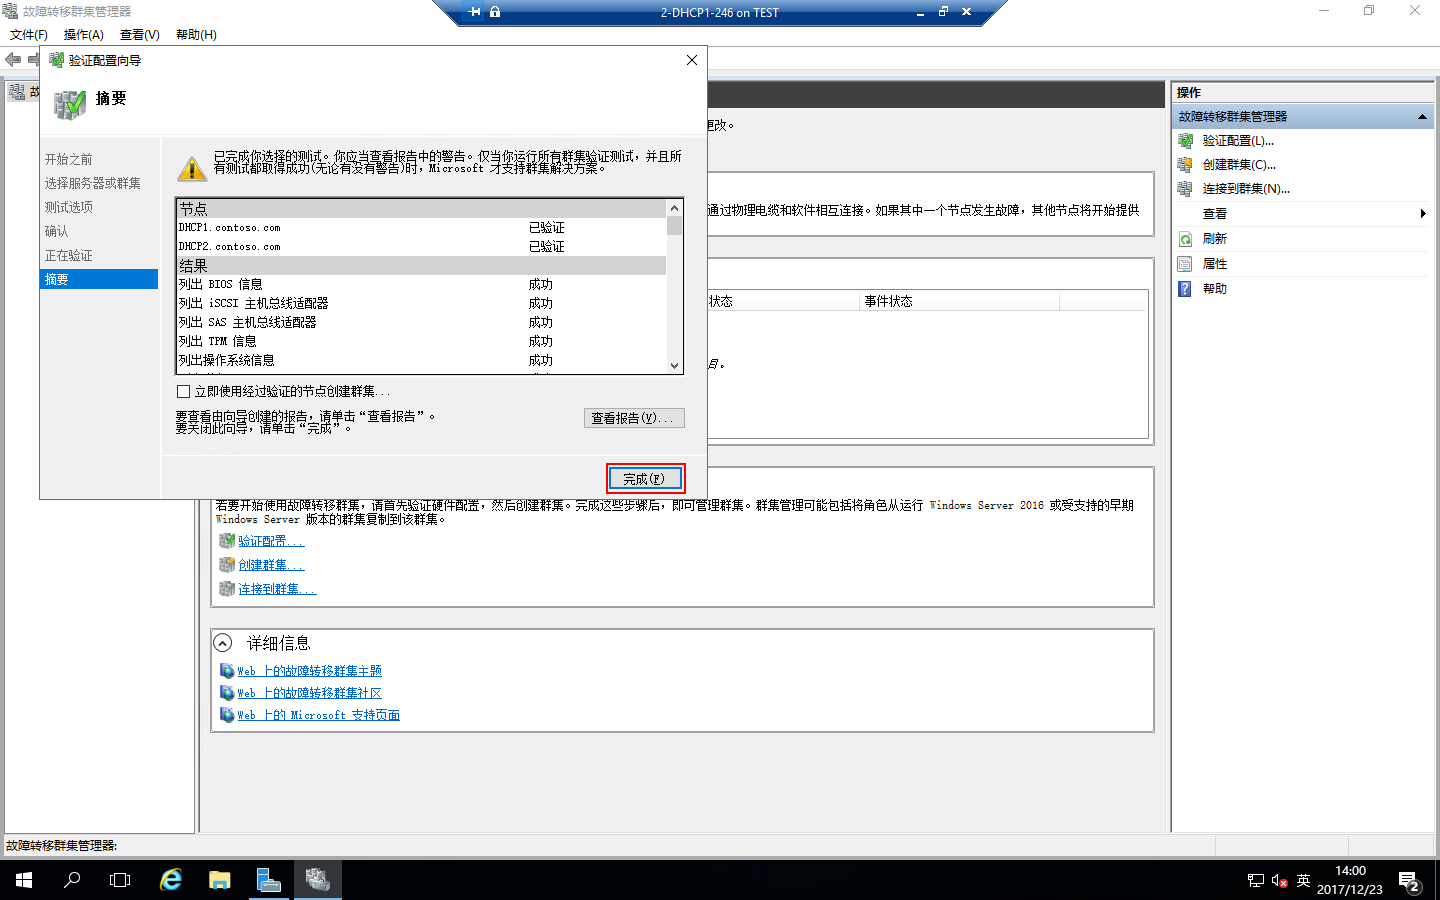 故障转移群集管理器
2-DHCP1-246 on TEST
文件(F) 操作(A) 查看(V) 帮助(H)
验证配置向导
摘要
开始之前
选择服务器或群集
测试选项
确认
正在验证
摘要
已完成你选择的测试。你应当查看报告中的警告。仅当你运行所有群集验证测试，并且所
有测试都取得成功(无论有没有警告)时，Microsoft 才支持群集解决方案。
节点
DHCP1.contoso.com 已验证
DHCP2.contoso.com 已验证
结果
列出 BIOS 信息 成功
列出 iSCSI 主机总线适配器 成功
列出 SAS 主机总线适配器 成功
列出 TPM 信息 成功
列出操作系统信息 成功
立即使用经过验证的节点创建群集...
要查看由向导创建的报告，请单击“查看报告”。
要关闭此向导，请单击“完成”。
查看报告(V)...
完成(F)
故
更改。
通过物理电缆和软件相互连接。如果其中一个节点发生故障，其他节点将开始提供
状态 事件状态
目。
若要开始使用故障转移群集，请首先验证硬件配置，然后创建群集。完成这些步骤后，即可管理群集。群集管理可能包括将角色从运行 Windows Server 2016 或受支持的早期
Windows Server 版本的群集复制到该群集。
验证配置...
创建群集...
连接到群集...
详细信息
Web 上的故障转移群集主题
Web 上的故障转移群集社区
Web 上的 Microsoft 支持页面
操作
故障转移群集管理器
验证配置(L)...
创建群集(C)...
连接到群集(N)...
查看
刷新
属性
帮助
故障转移群集管理器:
英
14:00
2017/12/23
2